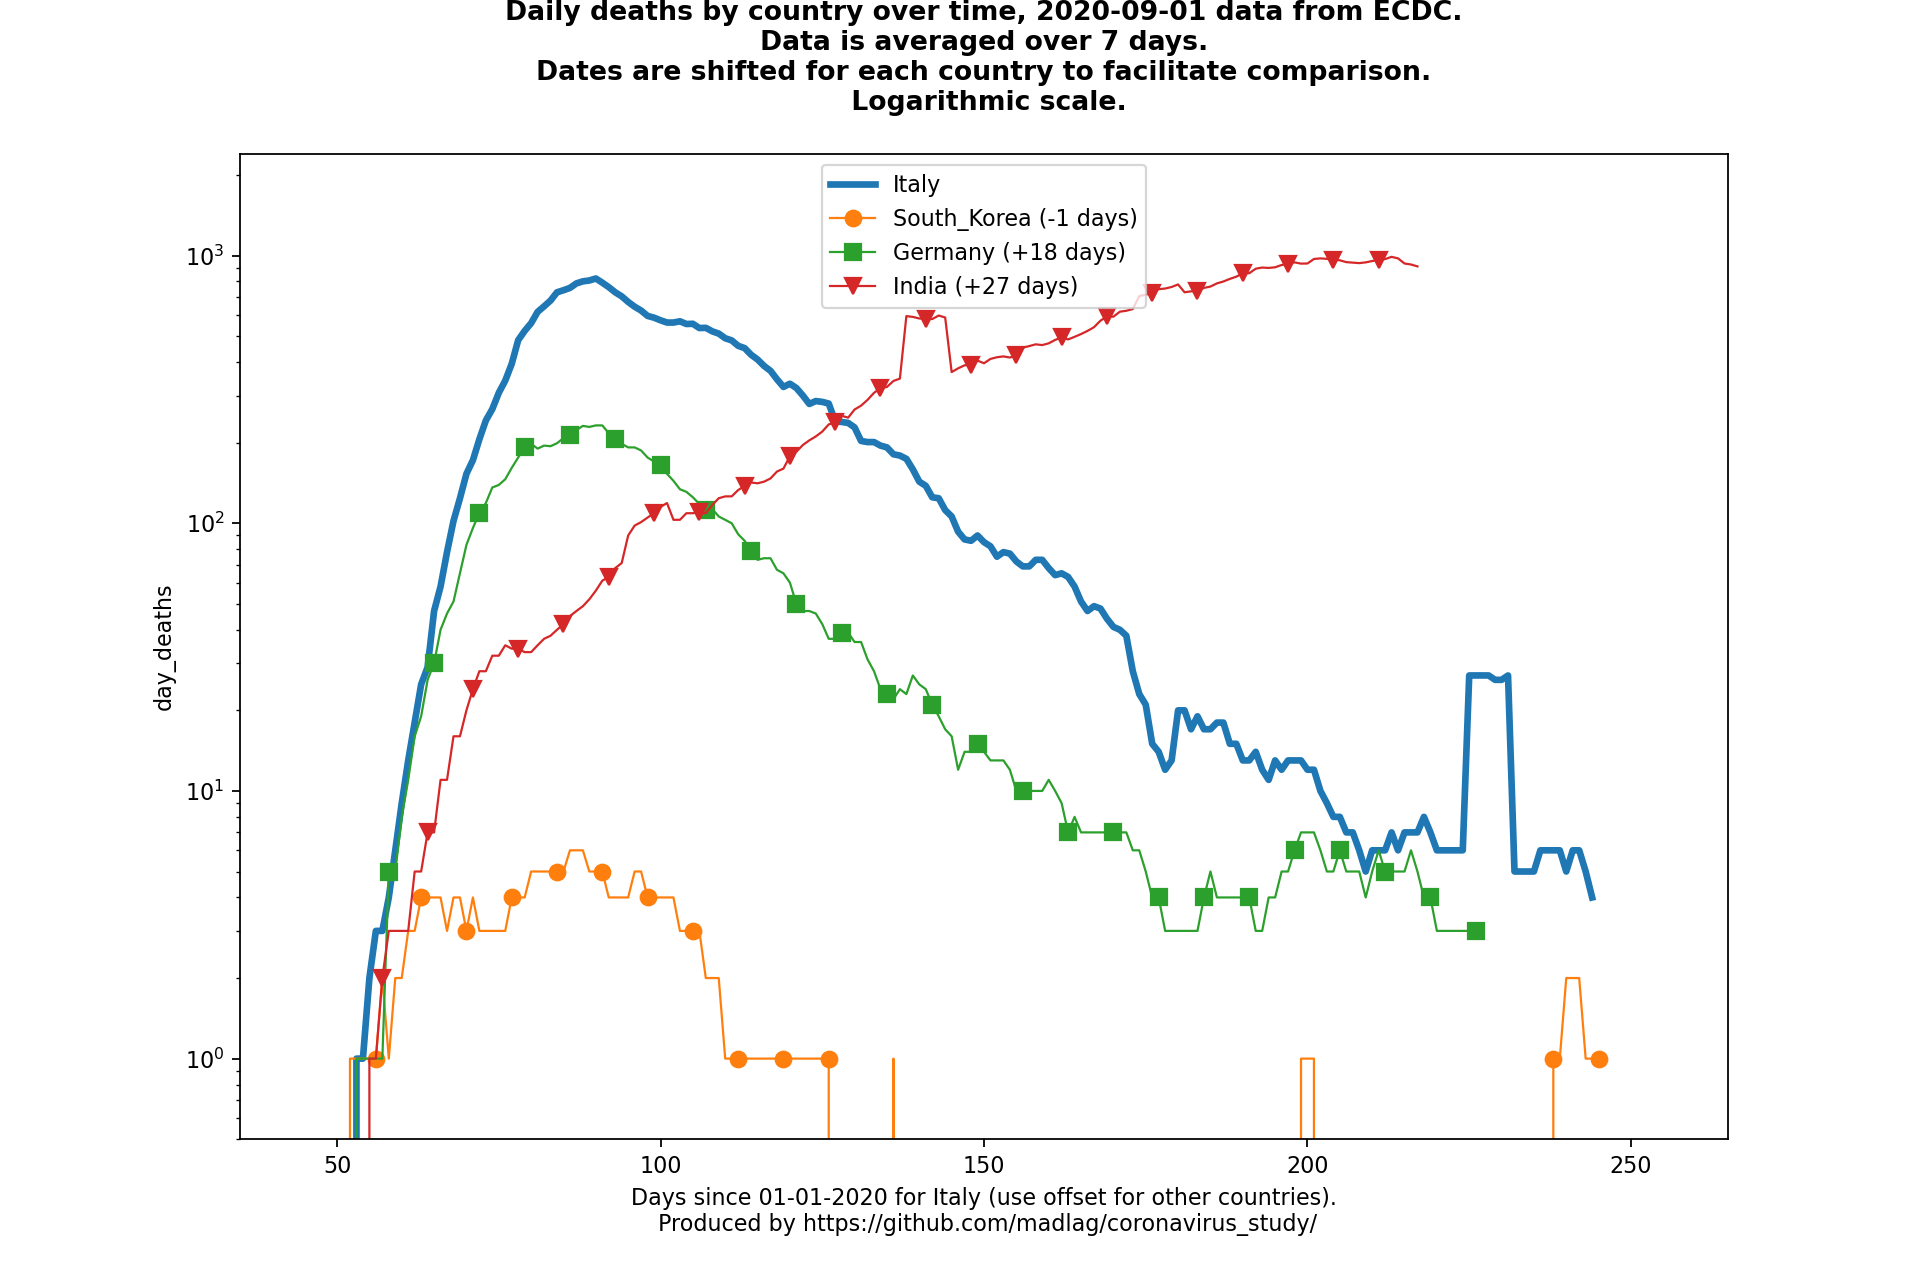 Daily deaths by country over time, 2020-09-01 data from ECDC.
Data is averaged over 7 days.
Dates are shifted for each country to facilitate comparison.
Logarithmic scale.
Italy
South_Korea (-1 days)
Germany (+18 days)
India (+27 days)
10³
10²
10¹
10⁰
day_deaths
50 100 150 200 250
Days since 01-01-2020 for Italy (use offset for other countries).
Produced by https://github.com/madlag/coronavirus_study/